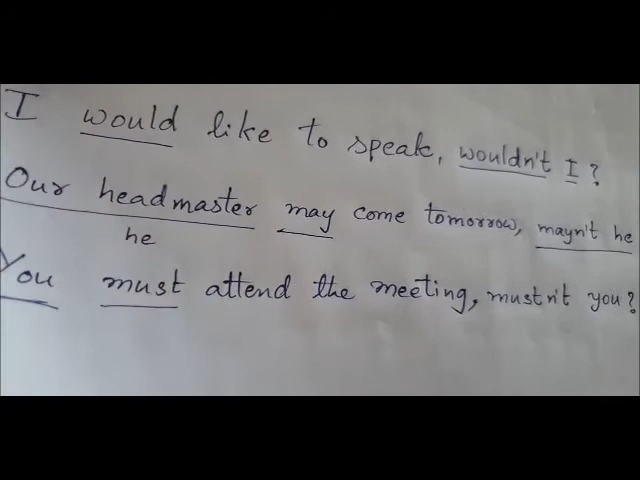 I would like to speak, wouldn't I?
Our headmaster may come tomorrow, mayn't he
he
You must attend the meeting, mustn't you?